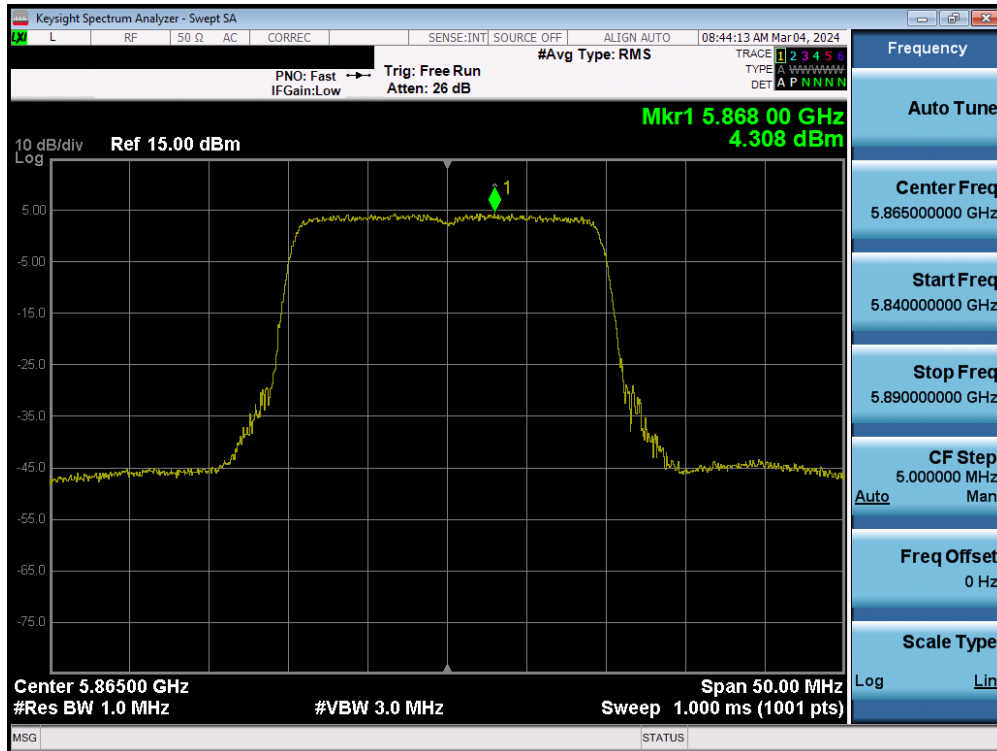 Keysight Spectrum Analyzer - Swept SA
LXI L RF 50 Ω AC CORREC SENSE:INT SOURCE OFF ALIGN AUTO 08:44:13 AM Mar 04, 2024
Frequency
#Avg Type: RMS
TRACE 1 2 3 4 5 6
TYPE A WWWWW
DET A P N N N N
PNO: Fast
IFGain:Low
Trig: Free Run
Atten: 26 dB
Auto Tune
Mkr1 5.868 00 GHz
4.308 dBm
10 dB/div
Log
Ref 15.00 dBm
1
5.00
-5.00
-15.0
-25.0
-35.0
-45.0
-55.0
-65.0
-75.0
Center Freq
5.865000000 GHz
Start Freq
5.840000000 GHz
Stop Freq
5.890000000 GHz
CF Step
5.000000 MHz
Auto Man
Freq Offset
0 Hz
Scale Type
Log Lin
Center 5.86500 GHz
Span 50.00 MHz
#Res BW 1.0 MHz
#VBW 3.0 MHz
Sweep 1.000 ms (1001 pts)
MSG
STATUS